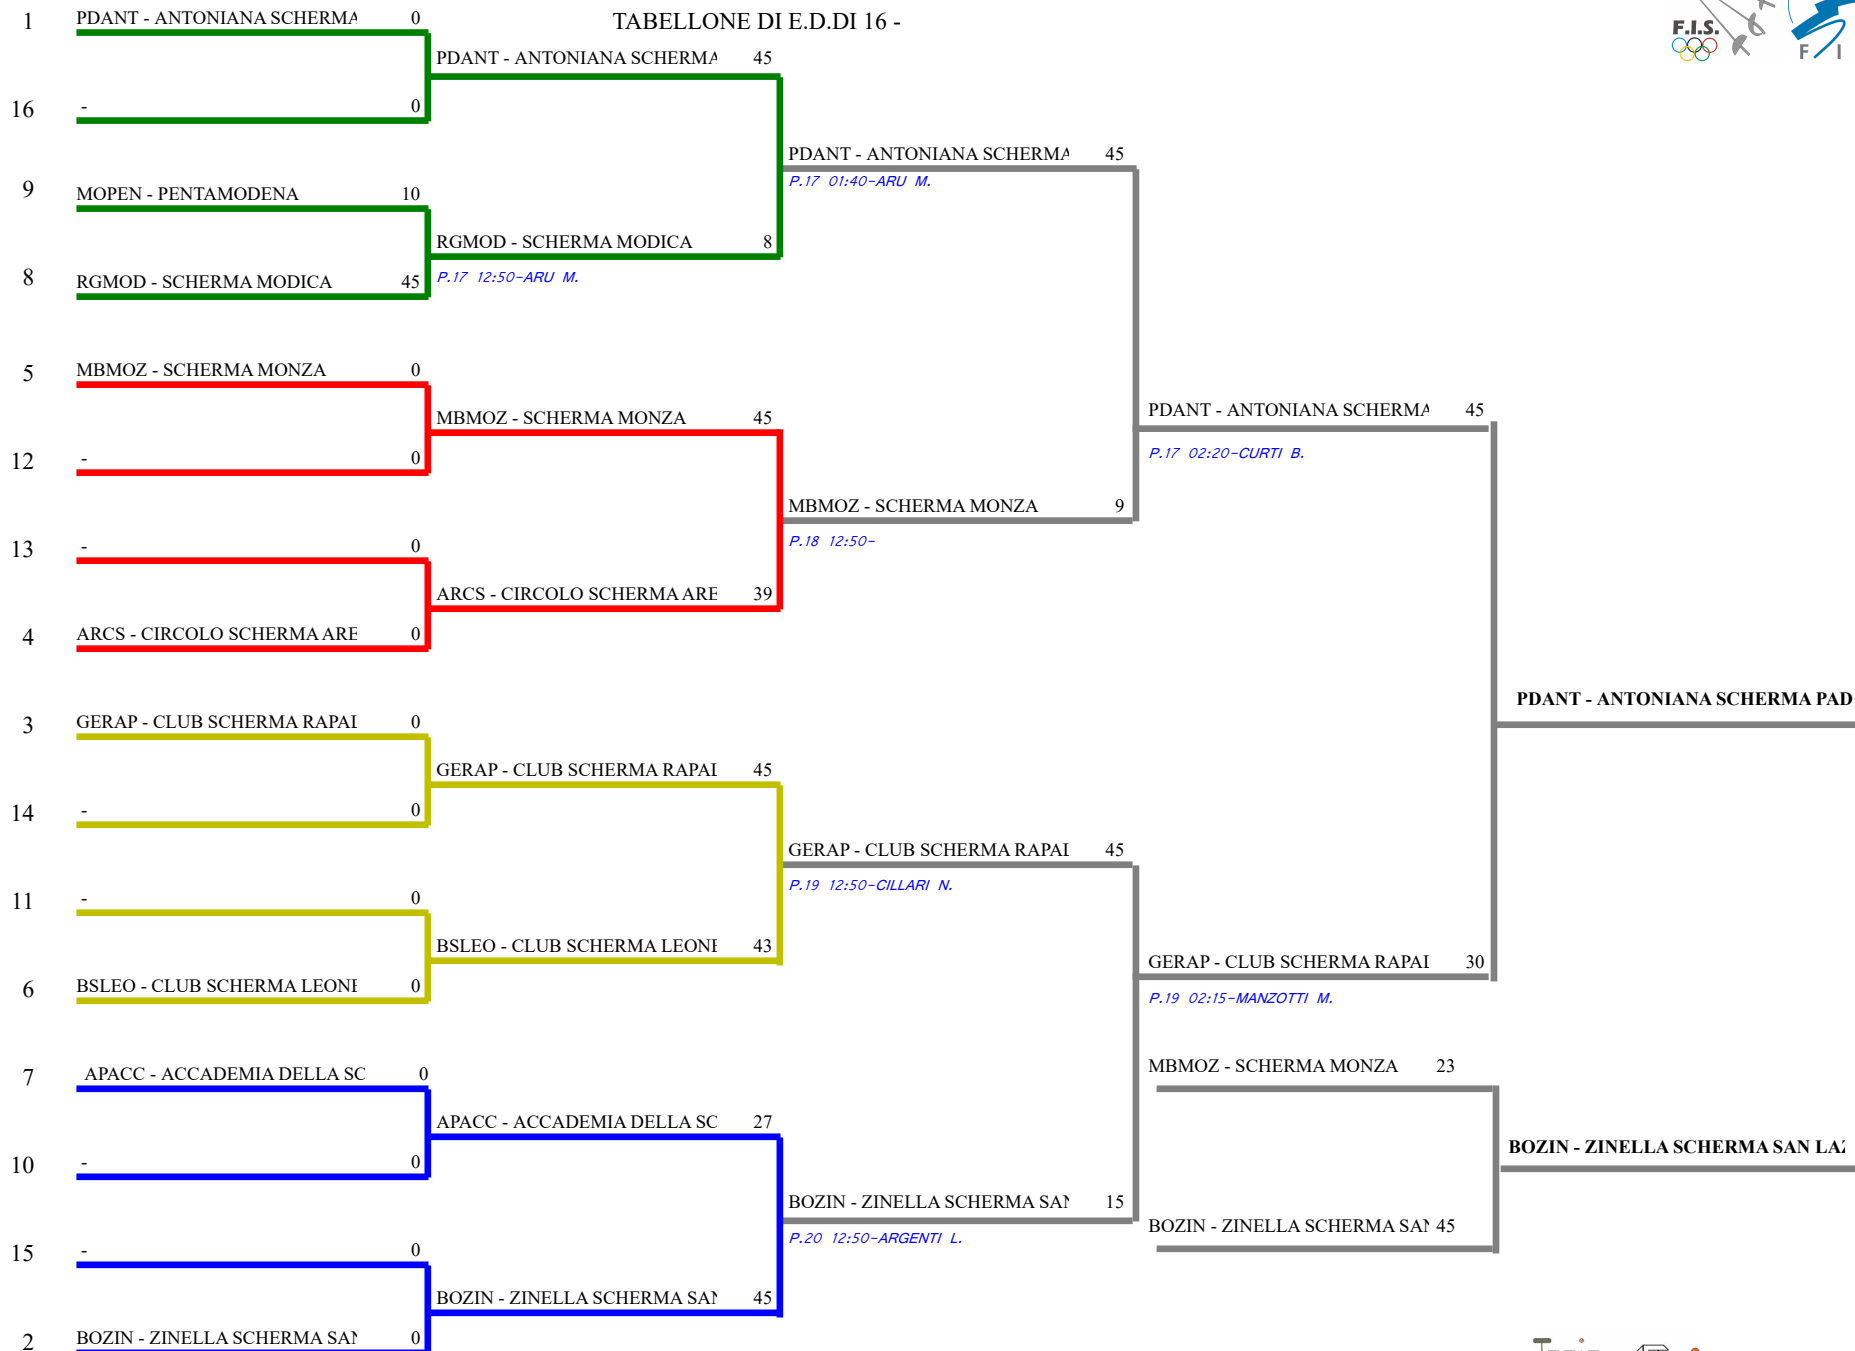 TABELLONE DI E.D.DI 16 -
F.I.S.
F I
1 PDANT - ANTONIANA SCHERMA 0
PDANT - ANTONIANA SCHERMA 45
16 - 0
PDANT - ANTONIANA SCHERMA 45
P.17 01:40-ARU M.
9 MOPEN - PENTAMODENA 10
RGMOD - SCHERMA MODICA 8
P.17 12:50-ARU M.
8 RGMOD - SCHERMA MODICA 45
5 MBMOZ - SCHERMA MONZA 0
MBMOZ - SCHERMA MONZA 45
PDANT - ANTONIANA SCHERMA 45
P.17 02:20-CURTI B.
12 - 0
MBMOZ - SCHERMA MONZA 9
P.18 12:50-
13 - 0
ARCS - CIRCOLO SCHERMA ARE 39
4 ARCS - CIRCOLO SCHERMA ARE 0
PDANT - ANTONIANA SCHERMA PAD
3 GERAP - CLUB SCHERMA RAPAL 0
GERAP - CLUB SCHERMA RAPAL 45
14 - 0
GERAP - CLUB SCHERMA RAPAL 45
P.19 12:50-CILLARI N.
11 - 0
BSLEO - CLUB SCHERMA LEONE 43
GERAP - CLUB SCHERMA RAPAL 30
P.19 02:15-MANZOTTI M.
6 BSLEO - CLUB SCHERMA LEONE 0
7 APACC - ACCADEMIA DELLA SC 0
MBMOZ - SCHERMA MONZA 23
APACC - ACCADEMIA DELLA SC 27
BOZIN - ZINELLA SCHERMA SAN LAZ
10 - 0
BOZIN - ZINELLA SCHERMA SAN 15
P.20 12:50-ARGENTI L.
BOZIN - ZINELLA SCHERMA SAN 45
15 - 0
BOZIN - ZINELLA SCHERMA SAN 45
2 BOZIN - ZINELLA SCHERMA SAN 0